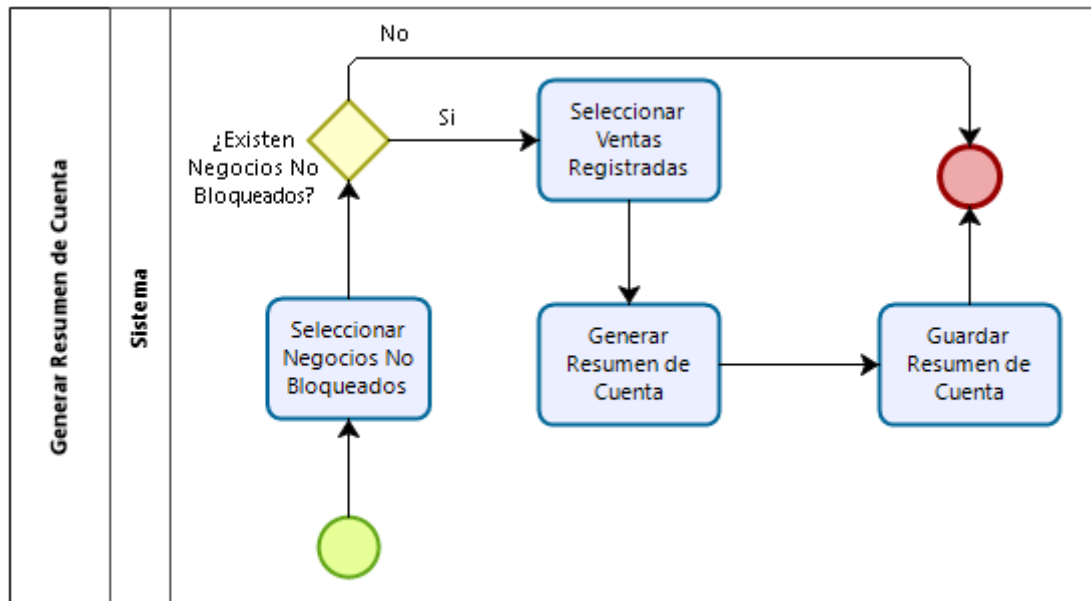 Generar Resumen de Cuenta
Sistema
No
¿Existen
Negocios No
Bloqueados?
Si
Seleccionar
Ventas
Registradas
Seleccionar
Negocios No
Bloqueados
Generar
Resumen de
Cuenta
Guardar
Resumen de
Cuenta